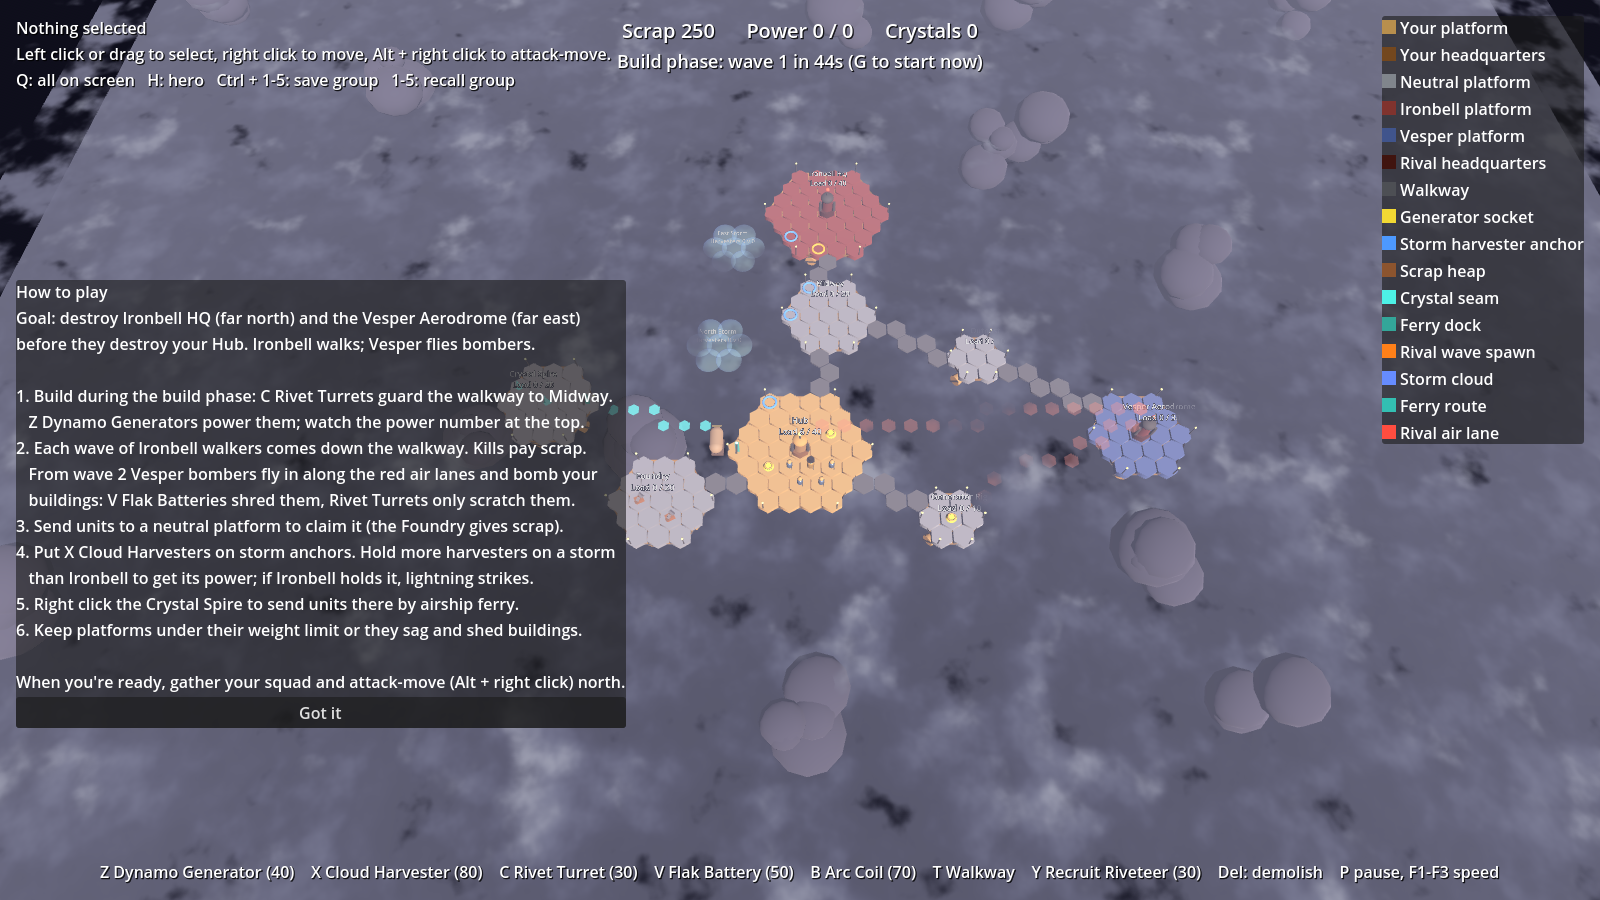 Nothing selected
Left click or drag to select, right click to move, Alt + right click to attack-move.
Q: all on screen H: hero Ctrl + 1-5: save group 1-5: recall group
Scrap 250 Power 0 / 0 Crystals 0
Build phase: wave 1 in 44s (G to start now)
Your platform
Your headquarters
Neutral platform
Ironbell platform
Vesper platform
Rival headquarters
Walkway
Generator socket
Storm harvester anchor
Scrap heap
Crystal seam
Ferry dock
Rival wave spawn
Storm cloud
Ferry route
Rival air lane
How to play
Goal: destroy Ironbell HQ (far north) and the Vesper Aerodrome (far east)
before they destroy your Hub. Ironbell walks; Vesper flies bombers.
1. Build during the build phase: C Rivet Turrets guard the walkway to Midway.
Z Dynamo Generators power them; watch the power number at the top.
2. Each wave of Ironbell walkers comes down the walkway. Kills pay scrap.
From wave 2 Vesper bombers fly in along the red air lanes and bomb your
buildings: V Flak Batteries shred them, Rivet Turrets only scratch them.
3. Send units to a neutral platform to claim it (the Foundry gives scrap).
4. Put X Cloud Harvesters on storm anchors. Hold more harvesters on a storm
than Ironbell to get its power; if Ironbell holds it, lightning strikes.
5. Right click the Crystal Spire to send units there by airship ferry.
6. Keep platforms under their weight limit or they sag and shed buildings.
When you're ready, gather your squad and attack-move (Alt + right click) north.
Got it
Vesper Aerodrome
Hub
Foundry
Z Dynamo Generator (40) X Cloud Harvester (80) C Rivet Turret (30) V Flak Battery (50) B Arc Coil (70) T Walkway Y Recruit Riveteer (30) Del: demolish P pause, F1-F3 speed